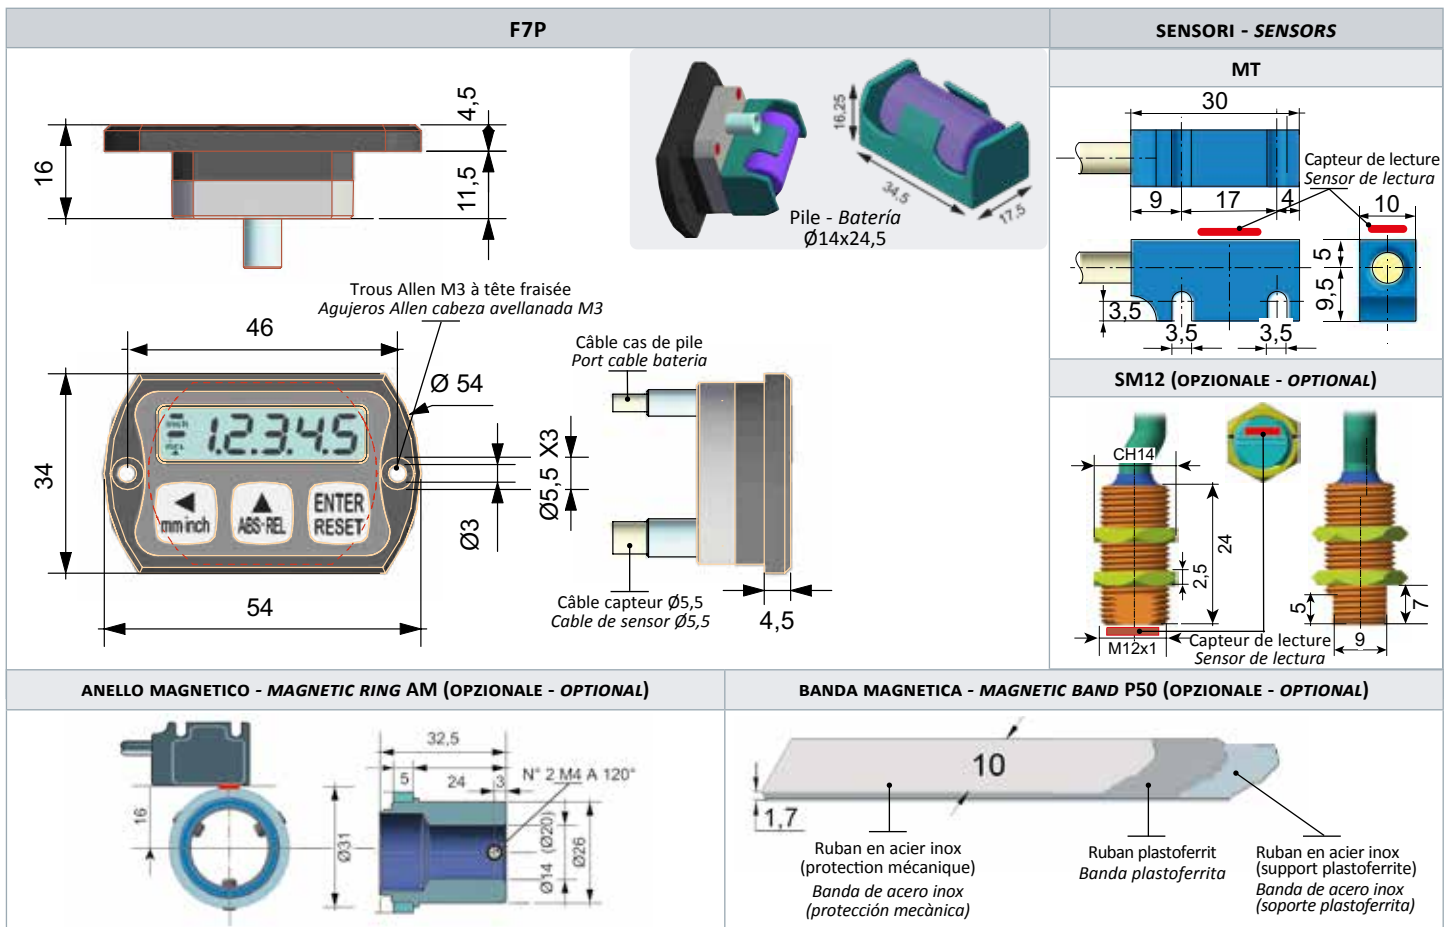 F7P
SENSORI - SENSORS
MT
4,5
16
11,5
16,25
34,5
17,5
Pile - Batería
Ø14x24,5
30
Capteur de lecture
Sensor de lectura
9
17
4
10
5
9,5
3,5
3,5
3,5
Trous Allen M3 à tête fraisée
Agujeros Allen cabeza avellanada M3
46
Ø 54
34
inch
1.2.3.4.5
mm inch
ABS-REL
ENTER
RESET
54
Ø5,5 X3
Ø3
Câble cas de pile
Port cable bateria
Câble capteur Ø5,5
Cable de sensor Ø5,5
4,5
SM12 (OPZIONALE - OPTIONAL)
CH14
24
2,5
M12x1
Capteur de lecture
Sensor de lectura
5
7
9
ANELLO MAGNETICO - MAGNETIC RING AM (OPZIONALE - OPTIONAL)
16
32,5
5
24
3
N° 2 M4 A 120°
Ø31
Ø14 (Ø20)
Ø26
BANDA MAGNETICA - MAGNETIC BAND P50 (OPZIONALE - OPTIONAL)
10
1,7
Ruban en acier inox
(protection mécanique)
Banda de acero inox
(protección mecànica)
Ruban plastoferrit
Banda plastoferrita
Ruban en acier inox
(support plastoferrite)
Banda de acero inox
(soporte plastoferrita)